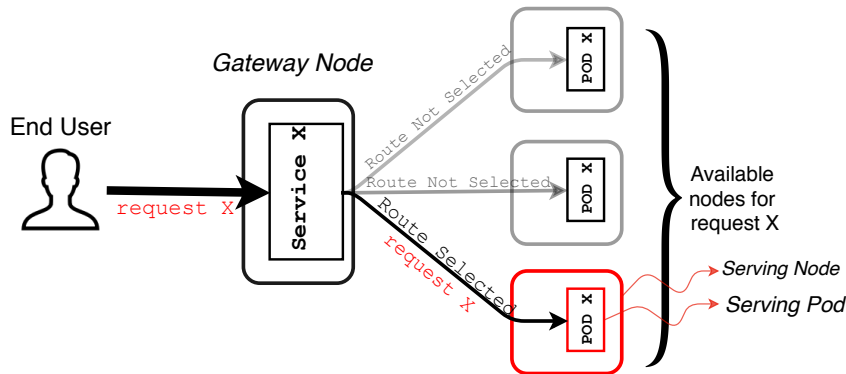 Gateway Node
End User
request X
Service X
Route Not Selected
Route Not Selected
Route Selected
request X
POD X
POD X
POD X
Available
nodes for
request X
Serving Node
Serving Pod